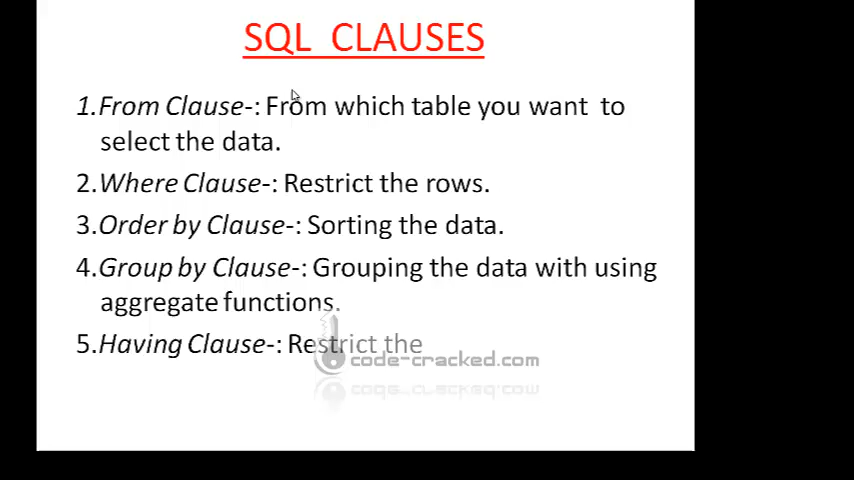 SQL CLAUSES
1.From Clause-: From which table you want to
select the data.
2.Where Clause-: Restrict the rows.
3.Order by Clause-: Sorting the data.
4.Group by Clause-: Grouping the data with using
aggregate functions.
5.Having Clause-: Restrict the
code-cracked.com